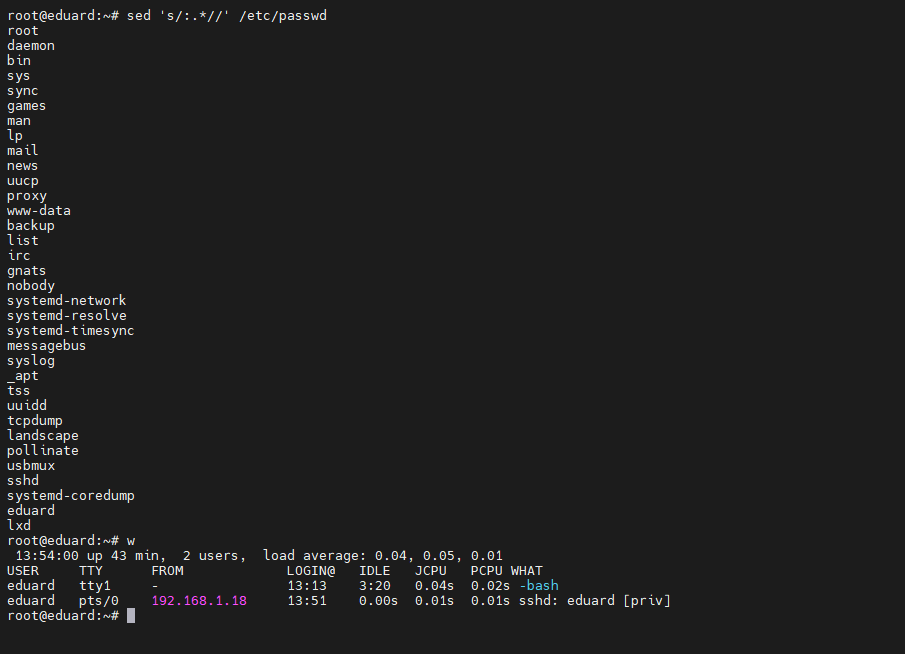 root@eduard:~# sed 's/:.*//' /etc/passwd
root
daemon
bin
sys
sync
games
man
lp
mail
news
uucp
proxy
www-data
backup
list
irc
gnats
nobody
systemd-network
systemd-resolve
systemd-timesync
messagebus
syslog
_apt
tss
uuidd
tcpdump
landscape
pollinate
usbmux
sshd
systemd-coredump
eduard
lxd
root@eduard:~# w
 13:54:00 up 43 min,  2 users,  load average: 0.04, 0.05, 0.01
USER     TTY      FROM             LOGIN@   IDLE   JCPU   PCPU WHAT
eduard   tty1     -                13:13    3:20   0.04s  0.02s -bash
eduard   pts/0    192.168.1.18     13:51    0.00s  0.01s  0.01s sshd: eduard [priv]
root@eduard:~#